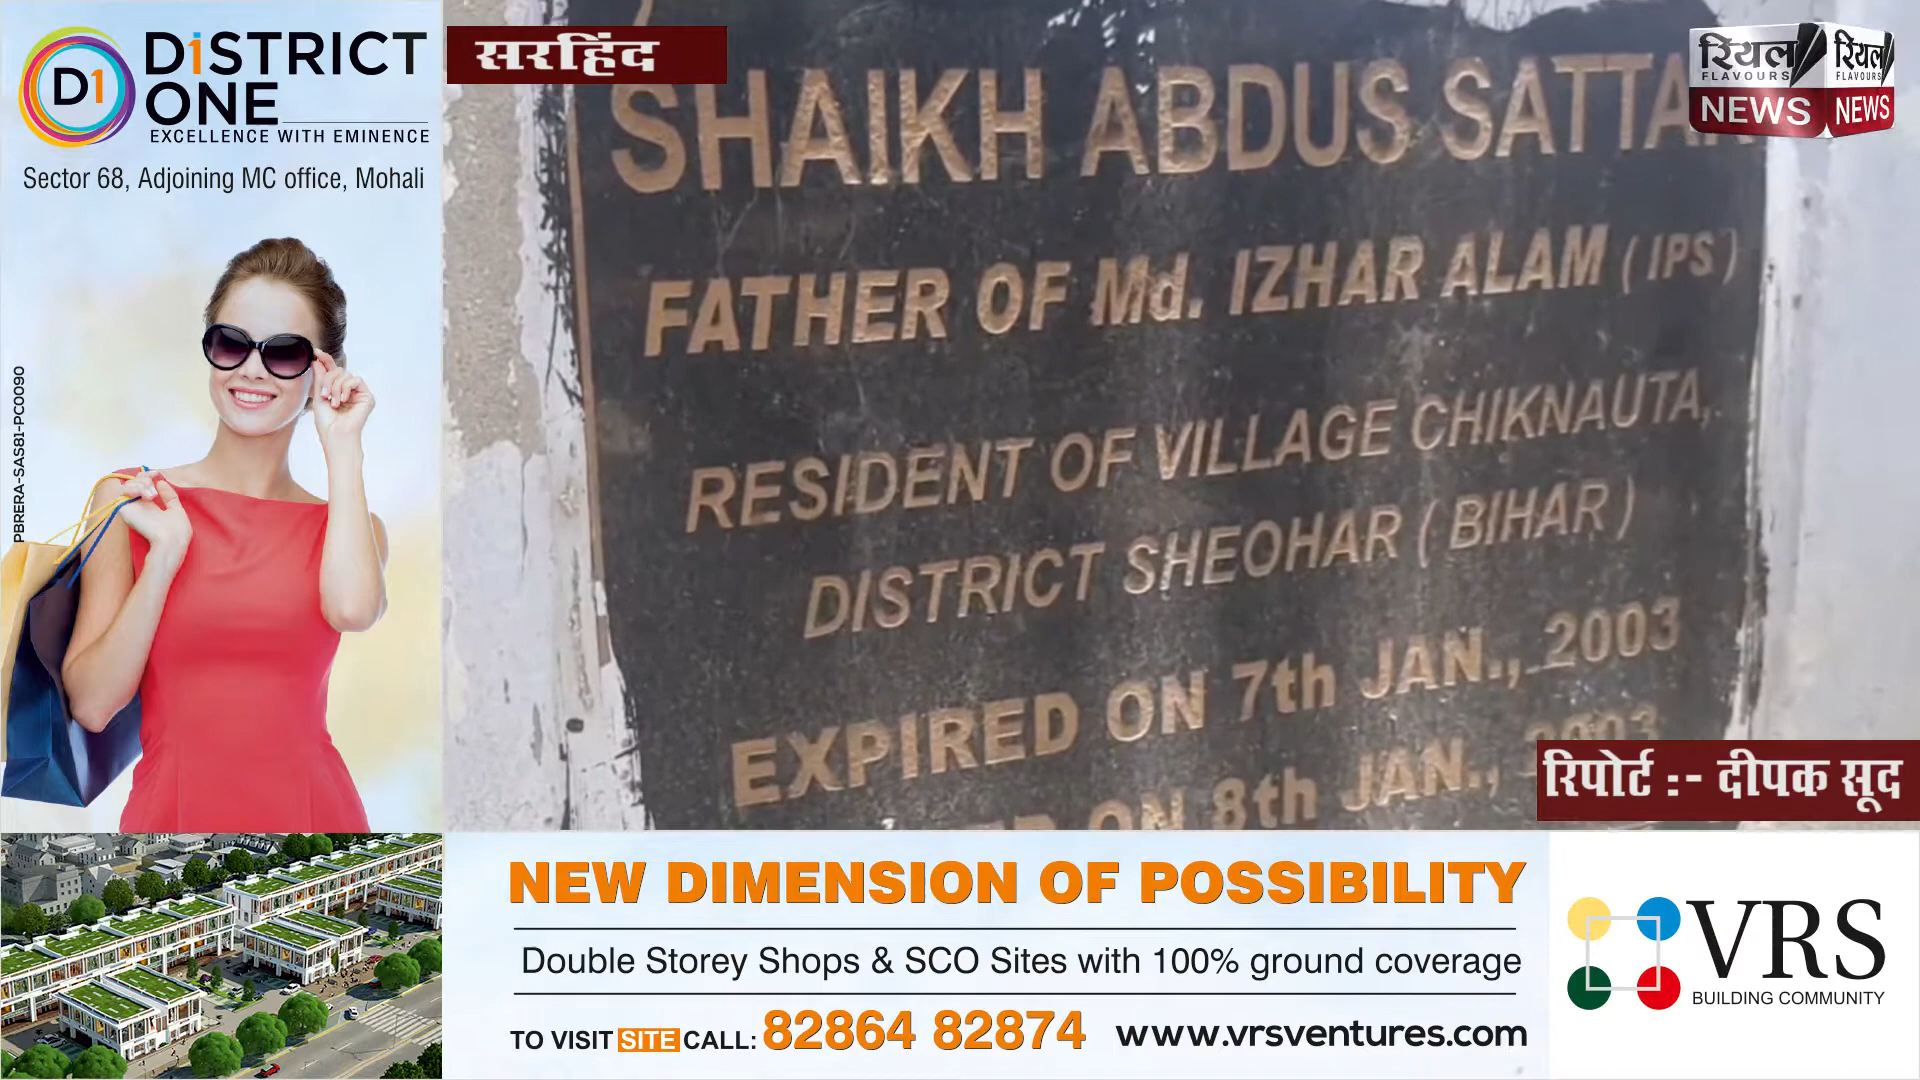 DiSTRICT
ONE
EXCELLENCE WITH EMINENCE
D1
Sector 68, Adjoining MC office, Mohali
PBRERA-SAS81-PC0090
सरहिंद
रियल
FLAVOURS
NEWS
रियल
FLAVOURS
NEWS
SHAIKH ABDUS SATTAR
FATHER OF Md. IZHAR ALAM ( IPS )
RESIDENT OF VILLAGE CHIKNAUTA,
DISTRICT SHEOHAR ( BIHAR )
EXPIRED ON 7th JAN., 2003
ON 8th JAN., 2003
रिपोर्ट :- दीपक सूद
NEW DIMENSION OF POSSIBILITY
Double Storey Shops & SCO Sites with 100% ground coverage
TO VISIT SITE CALL: 82864 82874 www.vrsventures.com
VRS
BUILDING COMMUNITY